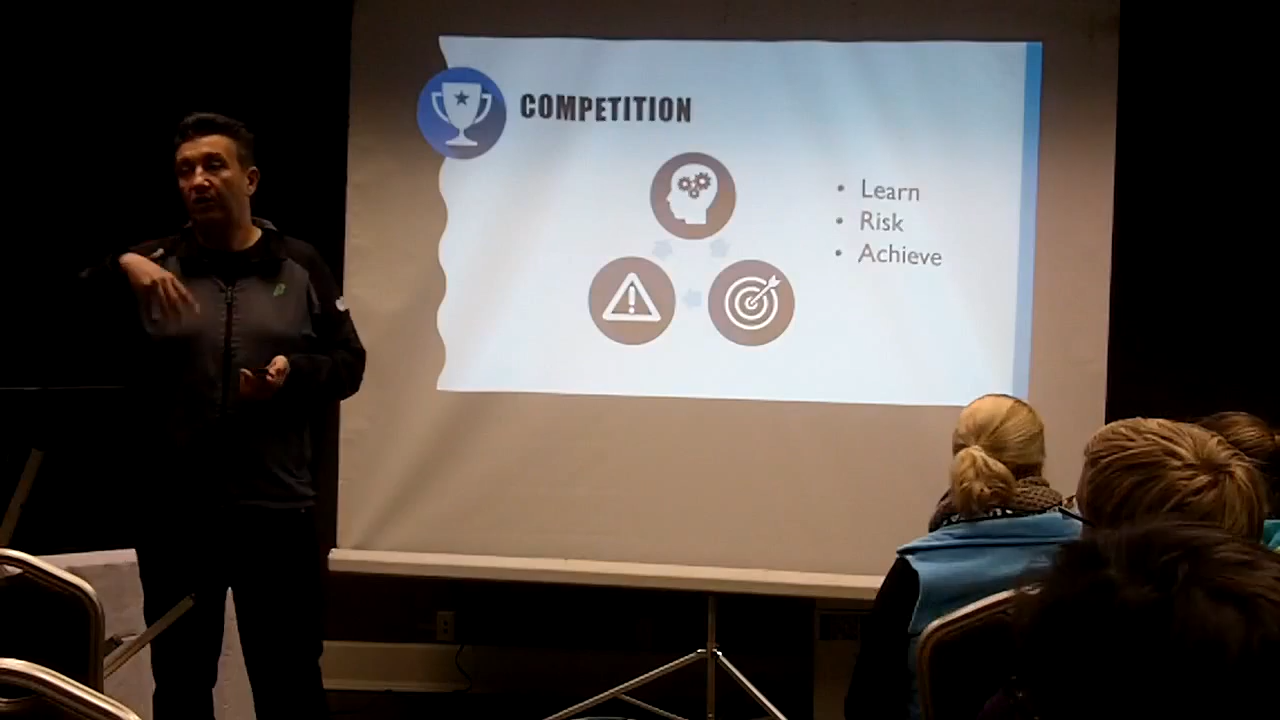 COMPETITION
• Learn
• Risk
• Achieve